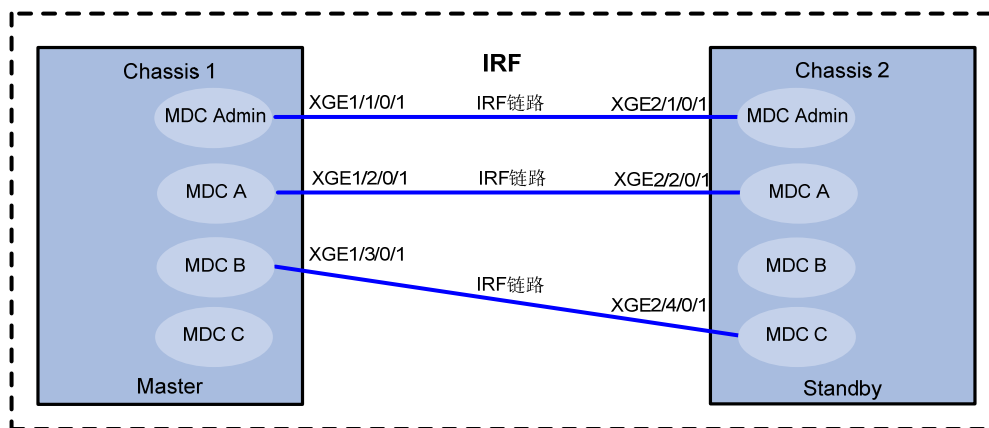 IRF
Chassis 1
Chassis 2
XGE1/1/0/1
IRF链路
XGE2/1/0/1
MDC Admin
MDC Admin
XGE1/2/0/1
IRF链路
XGE2/2/0/1
MDC A
MDC A
XGE1/3/0/1
MDC B
MDC B
IRF链路
XGE2/4/0/1
MDC C
MDC C
Master
Standby